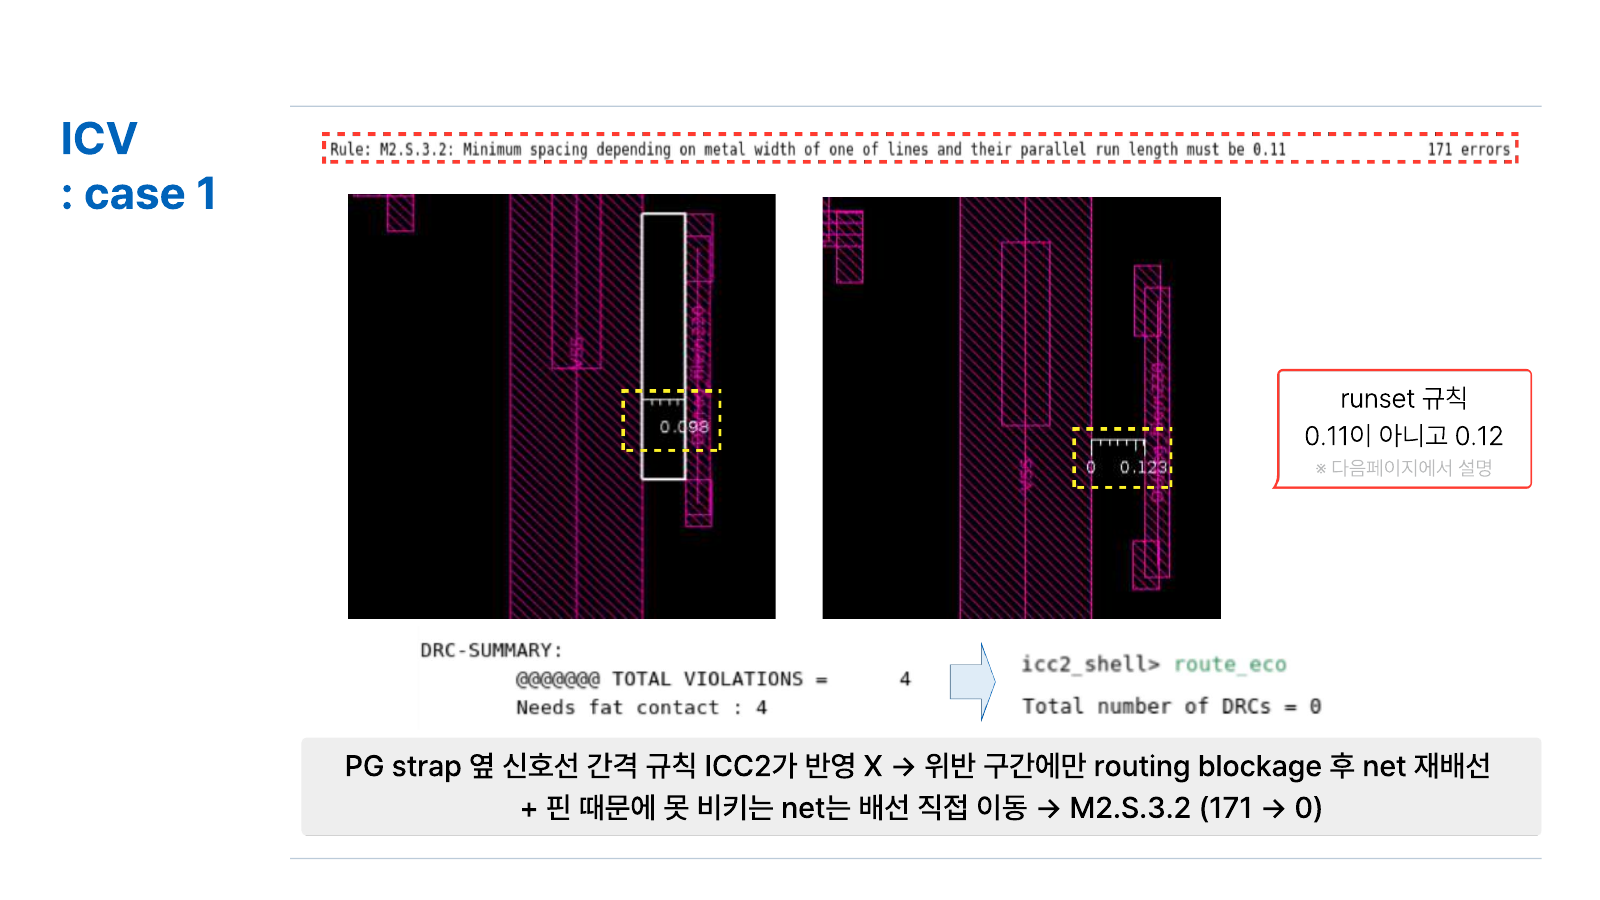 ICV
: case 1
Rule: M2.S.3.2: Minimum spacing depending on metal width of one of lines and their parallel run length must be 0.11 171 errors
VSS
0.098
VSS
0 0.123
runset 규칙
0.11이 아니고 0.12
※ 다음페이지에서 설명
DRC-SUMMARY:
@@@@@@@ TOTAL VIOLATIONS = 4
Needs fat contact : 4
icc2_shell> route_eco
Total number of DRCs = 0
PG strap 옆 신호선 간격 규칙 ICC2가 반영 X → 위반 구간에만 routing blockage 후 net 재배선
+ 핀 때문에 못 비키는 net는 배선 직접 이동 → M2.S.3.2 (171 → 0)